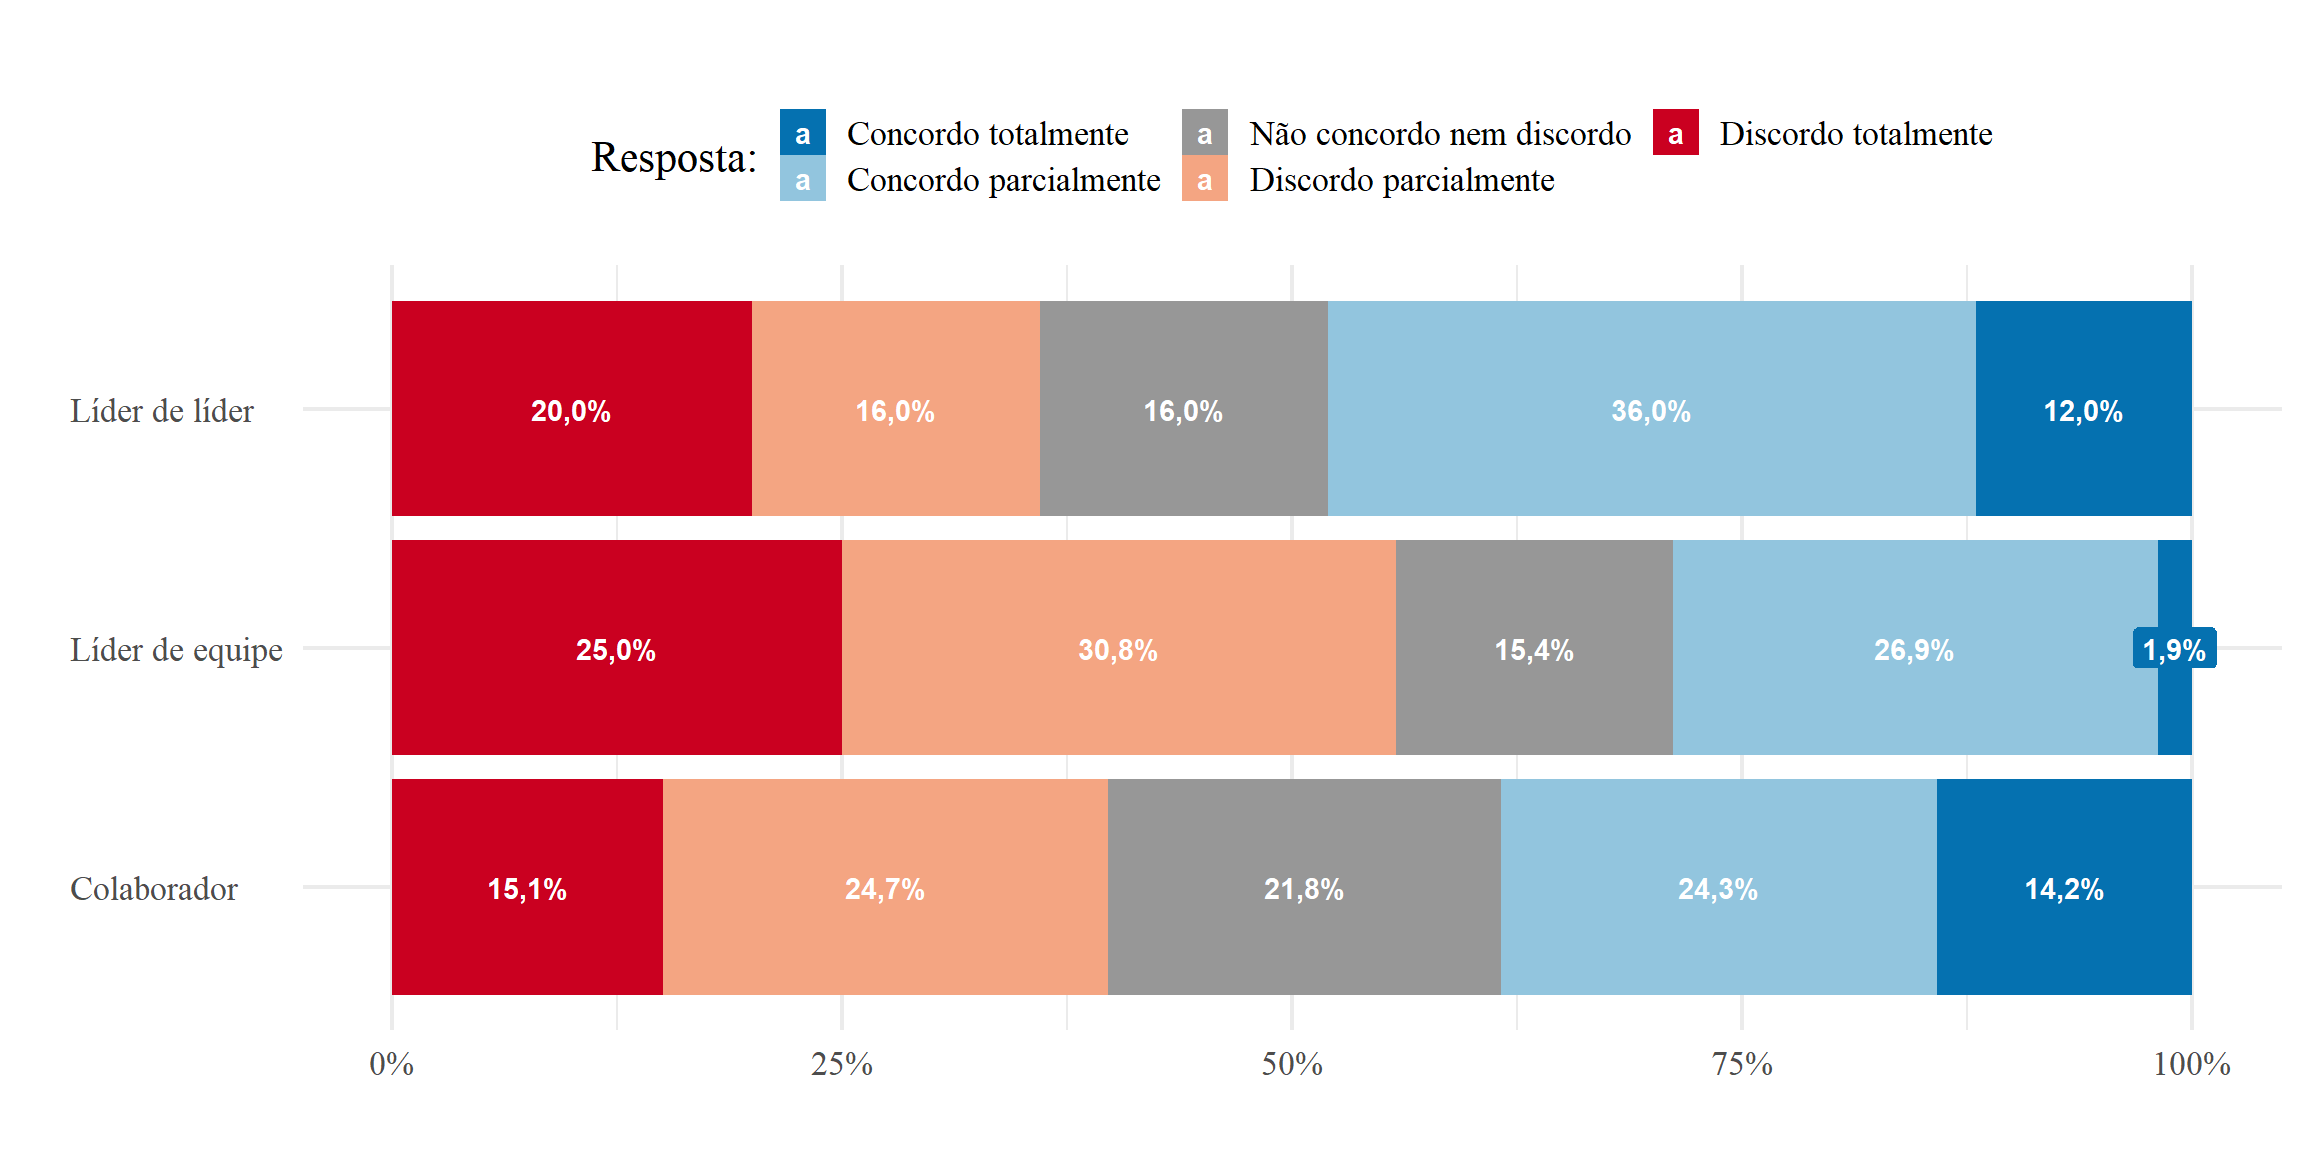 Resposta:
a Concordo totalmente a Não concordo nem discordo a Discordo totalmente
a Concordo parcialmente a Discordo parcialmente
Líder de líder 20,0% 16,0% 16,0% 36,0% 12,0%
Líder de equipe 25,0% 30,8% 15,4% 26,9% 1,9%
Colaborador 15,1% 24,7% 21,8% 24,3% 14,2%
0% 25% 50% 75% 100%